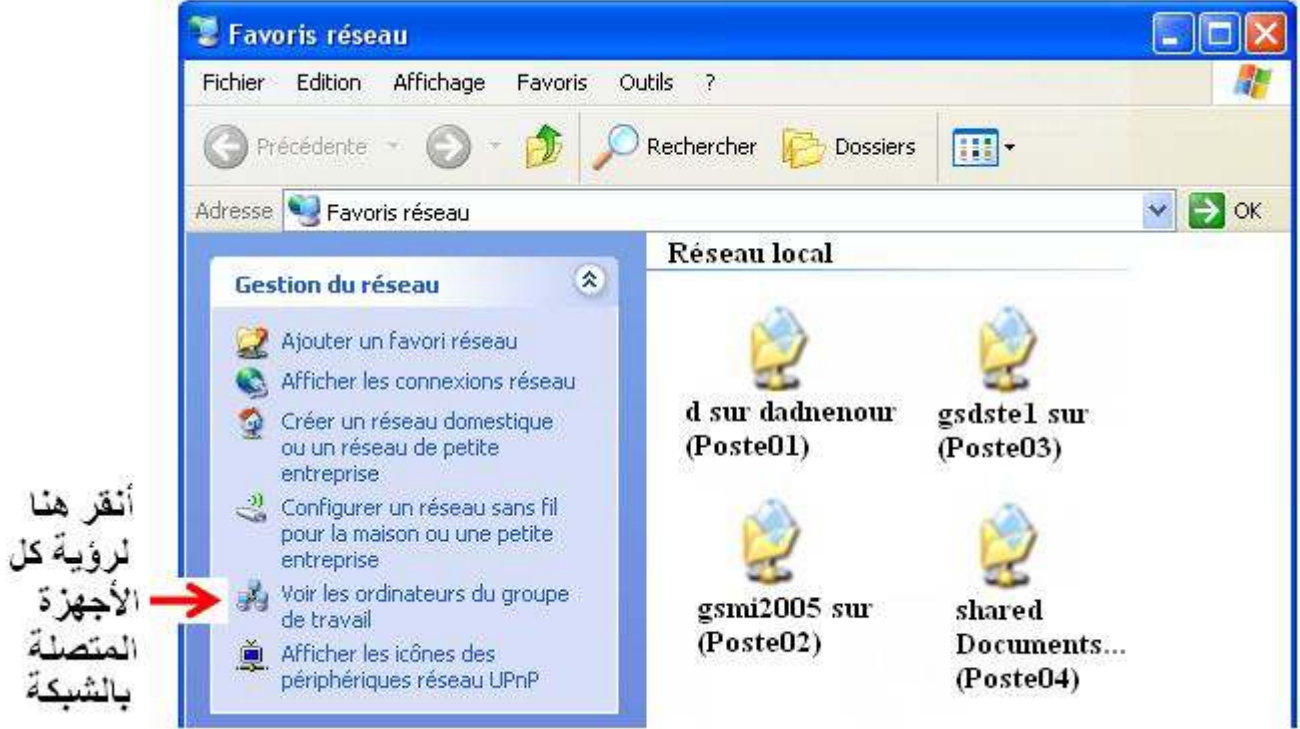 Favoris réseau
Fichier Edition Affichage Favoris Outils ?
Précédente Rechercher Dossiers
Adresse Favoris réseau OK
Gestion du réseau
Ajouter un favori réseau
Afficher les connexions réseau
Créer un réseau domestique
ou un réseau de petite
entreprise
Configurer un réseau sans fil
pour la maison ou une petite
entreprise
Voir les ordinateurs du groupe
de travail
Afficher les icônes des
périphériques réseau UPnP
أنقر هنا
لرؤية كل
الأجهزة
المتصلة
بالشبكة
Réseau local
d sur dadnenour
(Poste01)
gsdste1 sur
(Poste03)
gsmi2005 sur
(Poste02)
shared
Documents...
(Poste04)